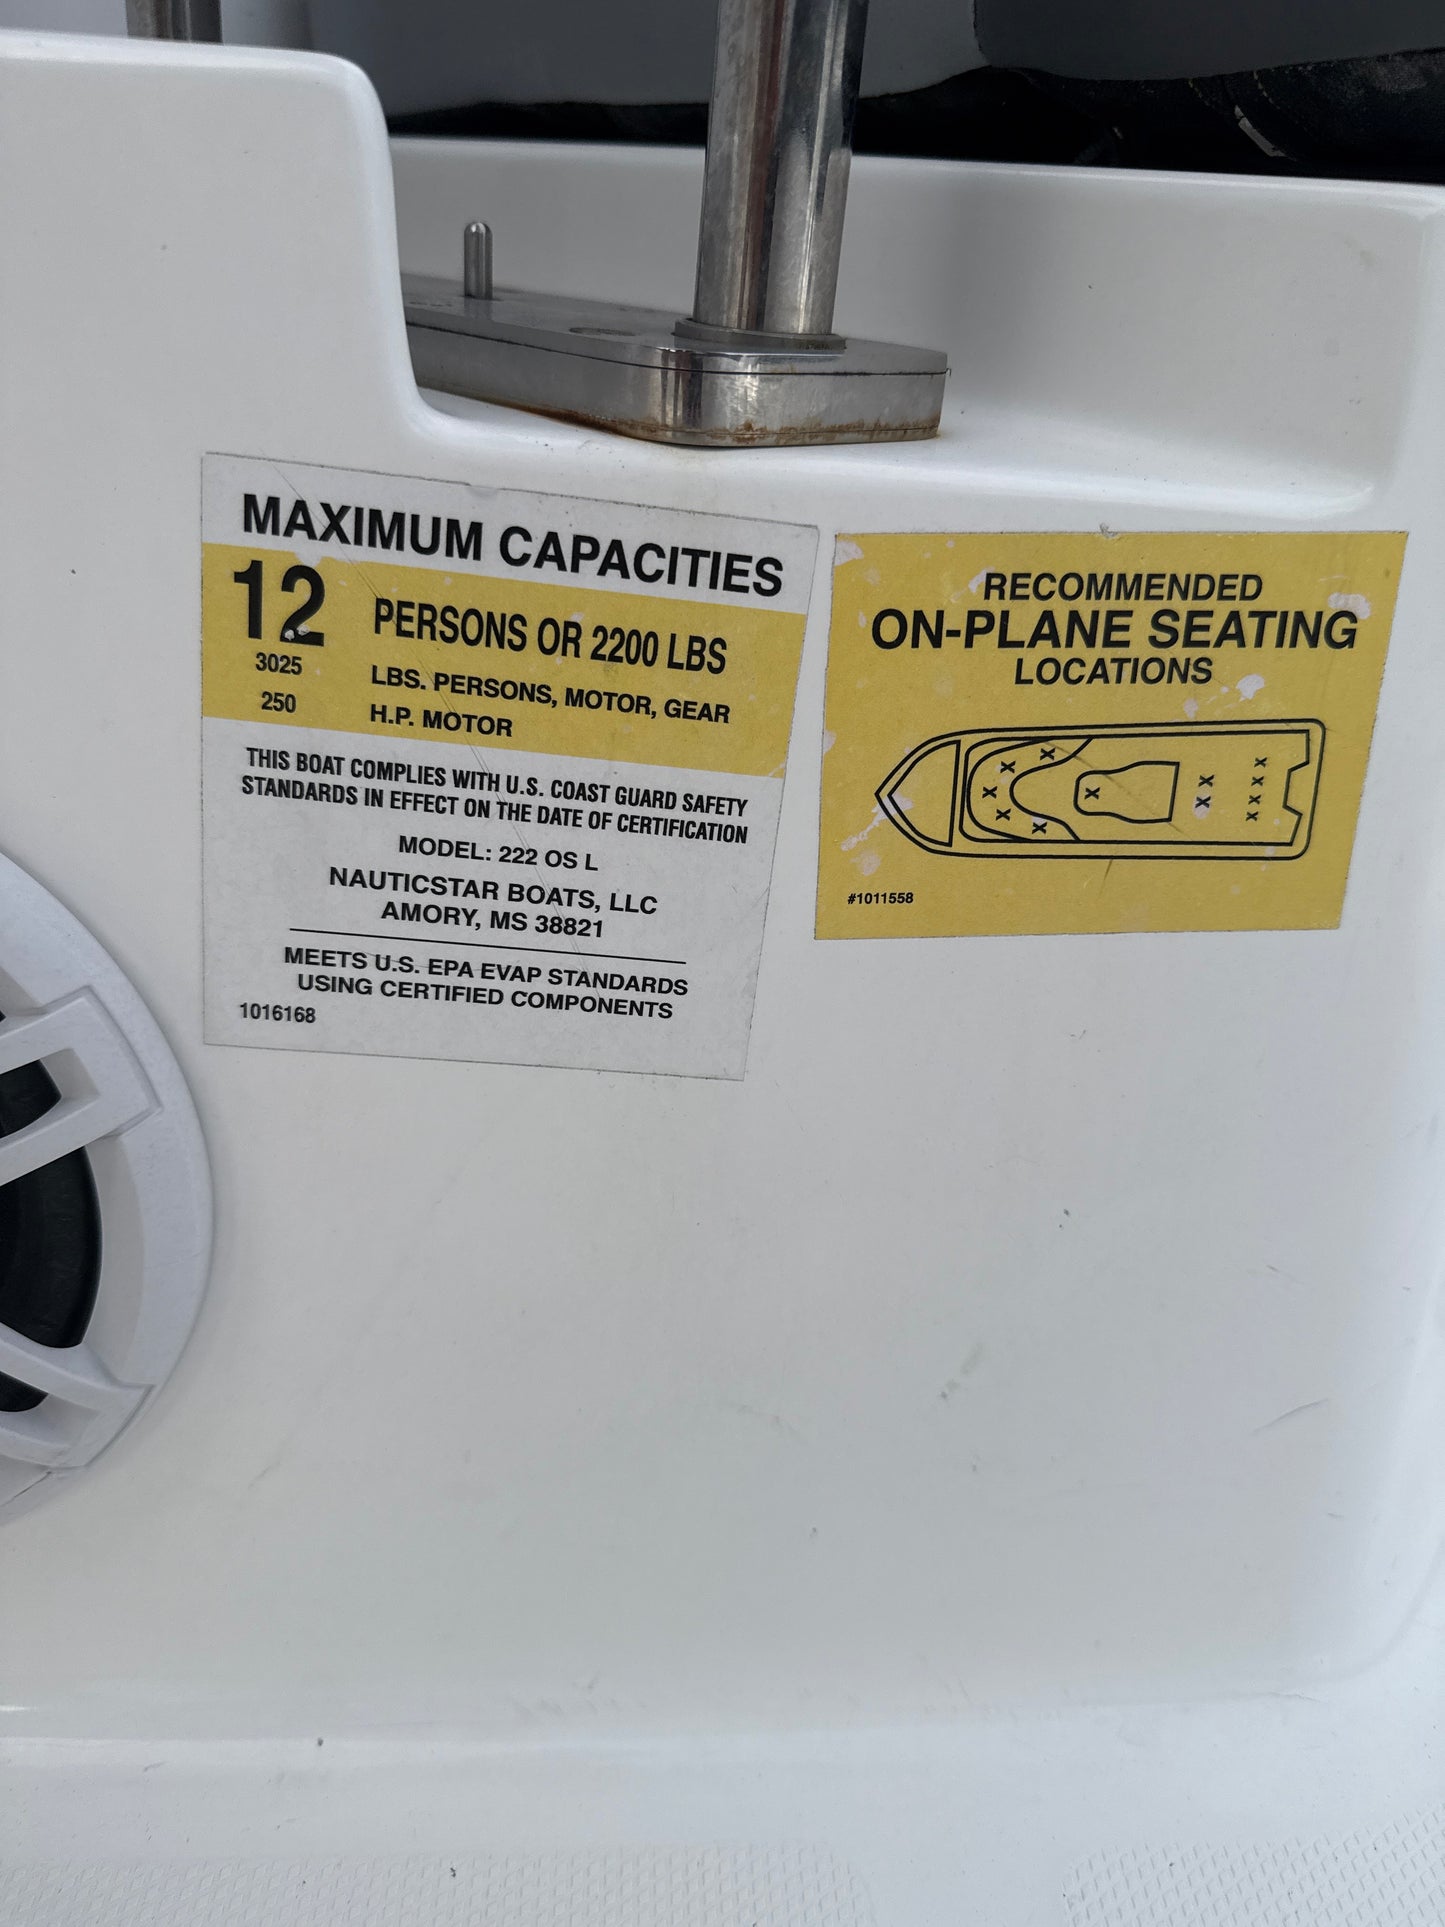 MAXIMUM CAPACITIES
12 PERSONS OR 2200 LBS
3025 LBS. PERSONS, MOTOR, GEAR
250 H.P. MOTOR
THIS BOAT COMPLIES WITH U.S. COAST GUARD SAFETY
STANDARDS IN EFFECT ON THE DATE OF CERTIFICATION
MODEL: 222 OS L
NAUTICSTAR BOATS, LLC
AMORY, MS 38821
MEETS U.S. EPA EVAP STANDARDS
USING CERTIFIED COMPONENTS
1016168
RECOMMENDED
ON-PLANE SEATING
LOCATIONS
X X X X X
X
X X
X X X X
#1011558